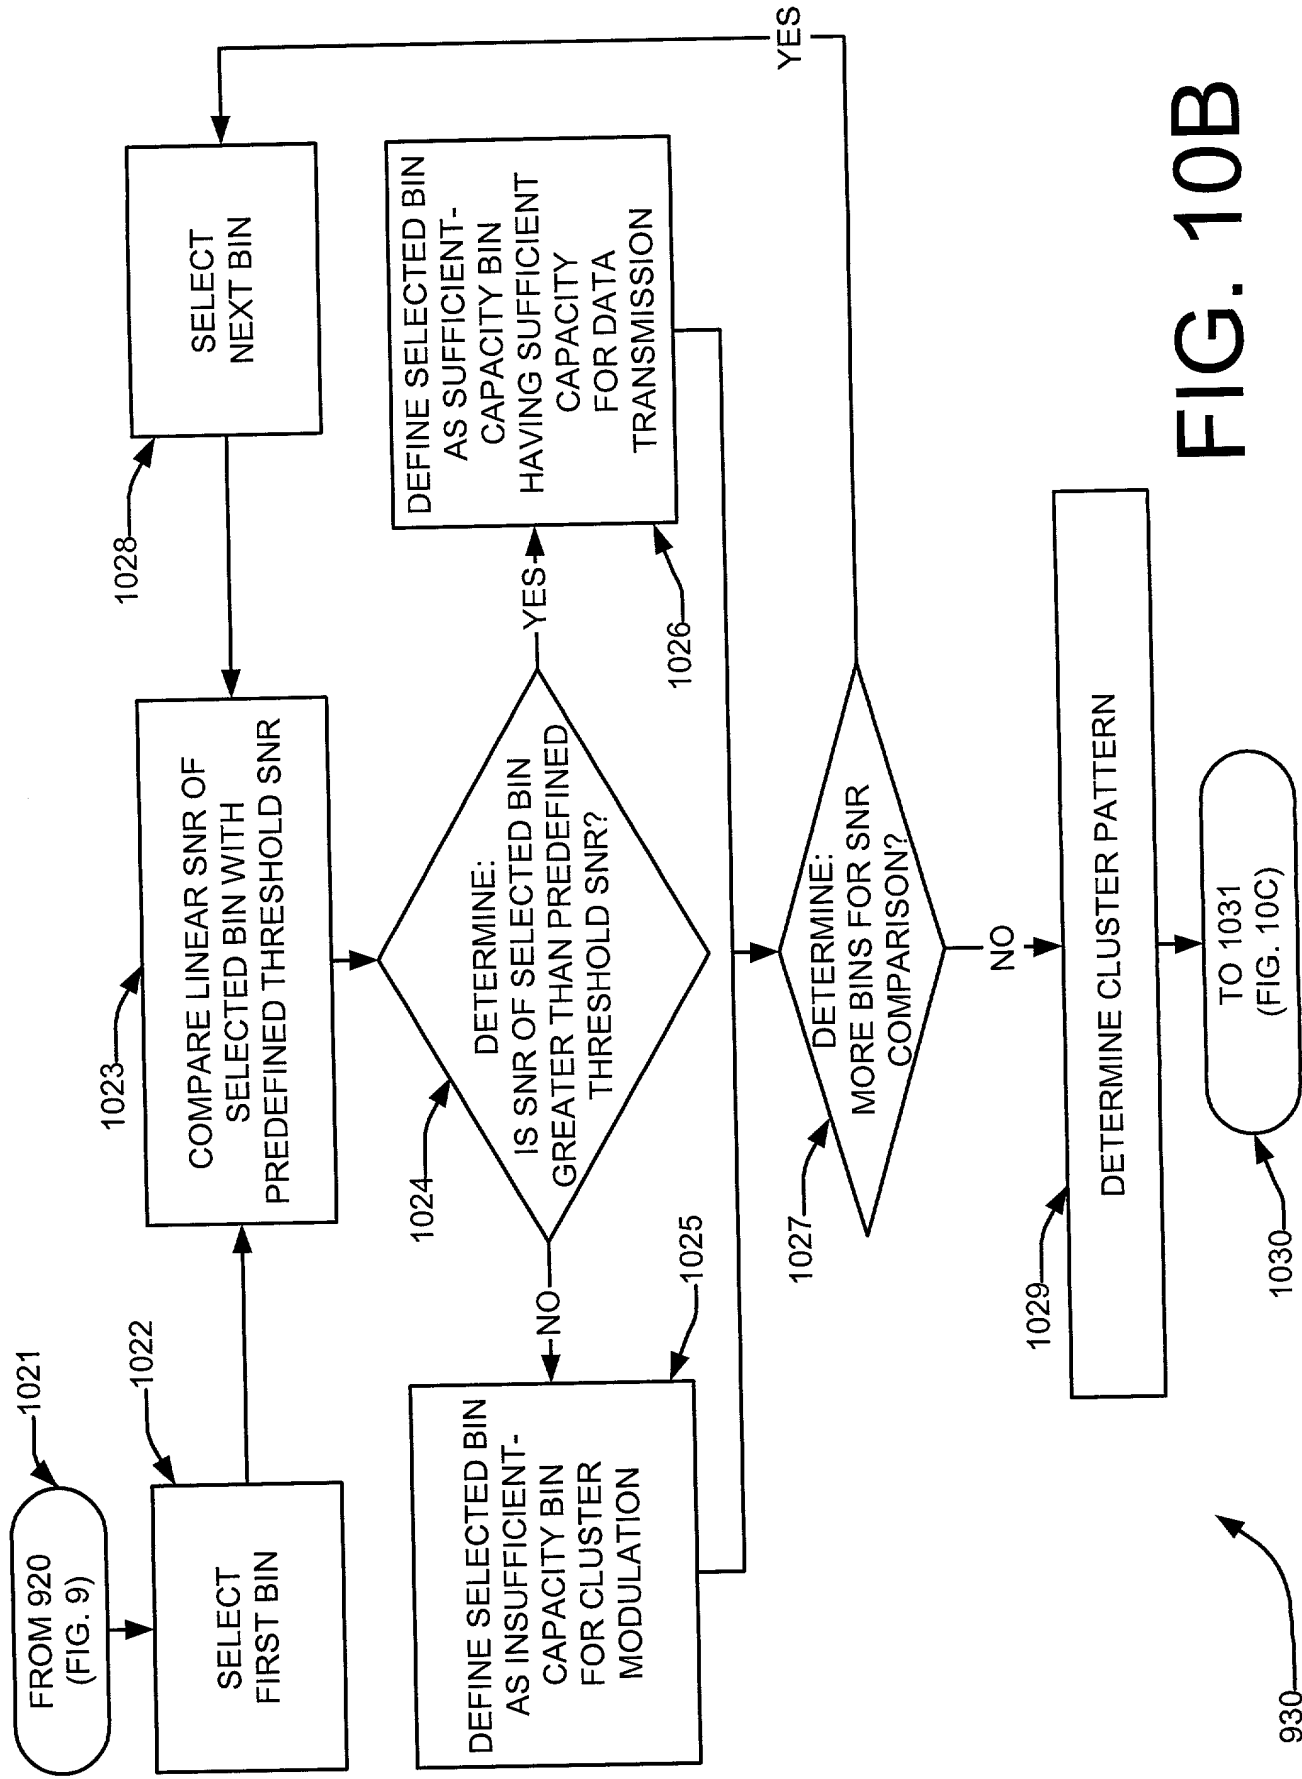 FROM 920
(FIG. 9)
1021
SELECT
FIRST BIN
1022
COMPARE LINEAR SNR OF
SELECTED BIN WITH
PREDEFINED THRESHOLD SNR
1023
SELECT
NEXT BIN
1028
DETERMINE:
IS SNR OF SELECTED BIN
GREATER THAN PREDEFINED
THRESHOLD SNR?
1024
NO
YES
DEFINE SELECTED BIN
AS INSUFFICIENT-
CAPACITY BIN
FOR CLUSTER
MODULATION
1025
DEFINE SELECTED BIN
AS SUFFICIENT-
CAPACITY BIN
HAVING SUFFICIENT
CAPACITY
FOR DATA
TRANSMISSION
1026
DETERMINE:
MORE BINS FOR SNR
COMPARISON?
1027
YES
NO
DETERMINE CLUSTER PATTERN
1029
TO 1031
(FIG. 10C)
1030
930
FIG. 10B